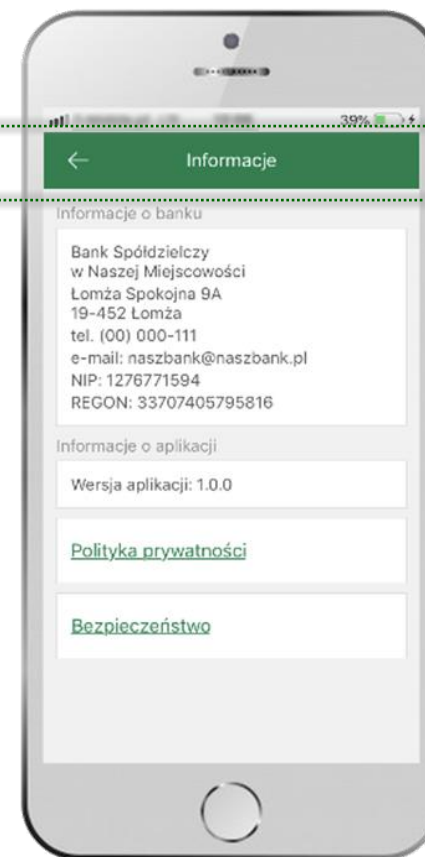 39%
Informacje
Informacje o banku
Bank Spółdzielczy
w Naszej Miejscowości
Łomża Spokojna 9A
19-452 Łomża
tel. (00) 000-111
e-mail: naszbank@naszbank.pl
NIP: 1276771594
REGON: 33707405795816
Informacje o aplikacji
Wersja aplikacji: 1.0.0
Polityka prywatności
Bezpieczeństwo